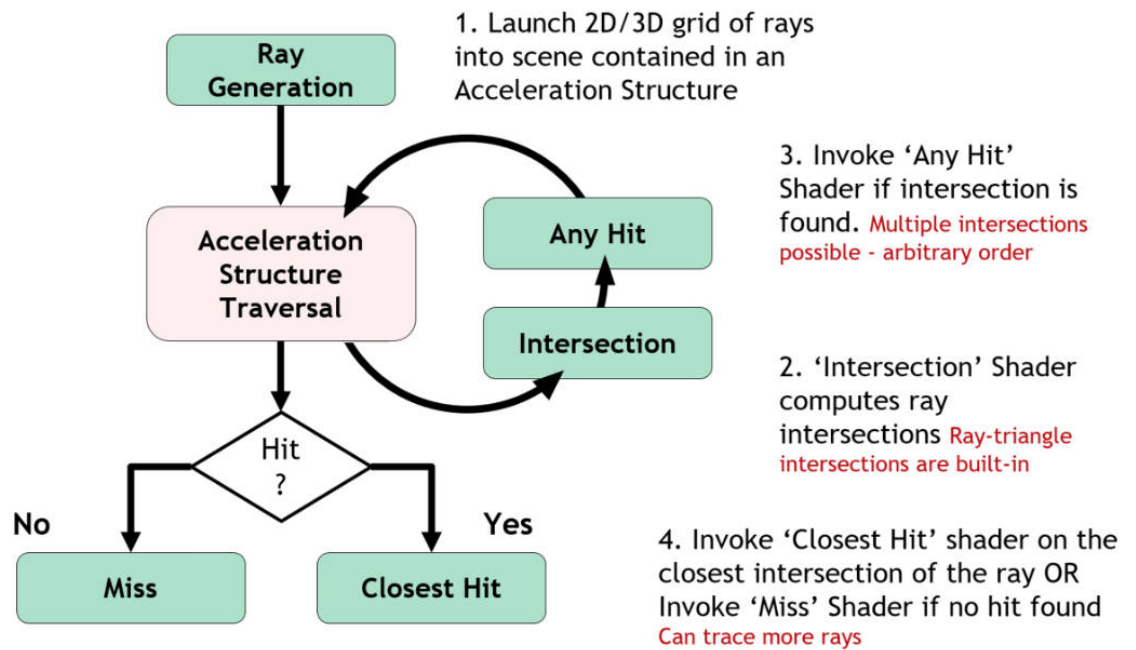 Ray
Generation
1. Launch 2D/3D grid of rays
into scene contained in an
Acceleration Structure
Acceleration
Structure
Traversal
Any Hit
Intersection
3. Invoke ‘Any Hit’
Shader if intersection is
found. Multiple intersections
possible - arbitrary order
2. ‘Intersection’ Shader
computes ray
intersections Ray-triangle
intersections are built-in
Hit
?
No
Yes
Miss
Closest Hit
4. Invoke ‘Closest Hit’ shader on the
closest intersection of the ray OR
Invoke ‘Miss’ Shader if no hit found
Can trace more rays